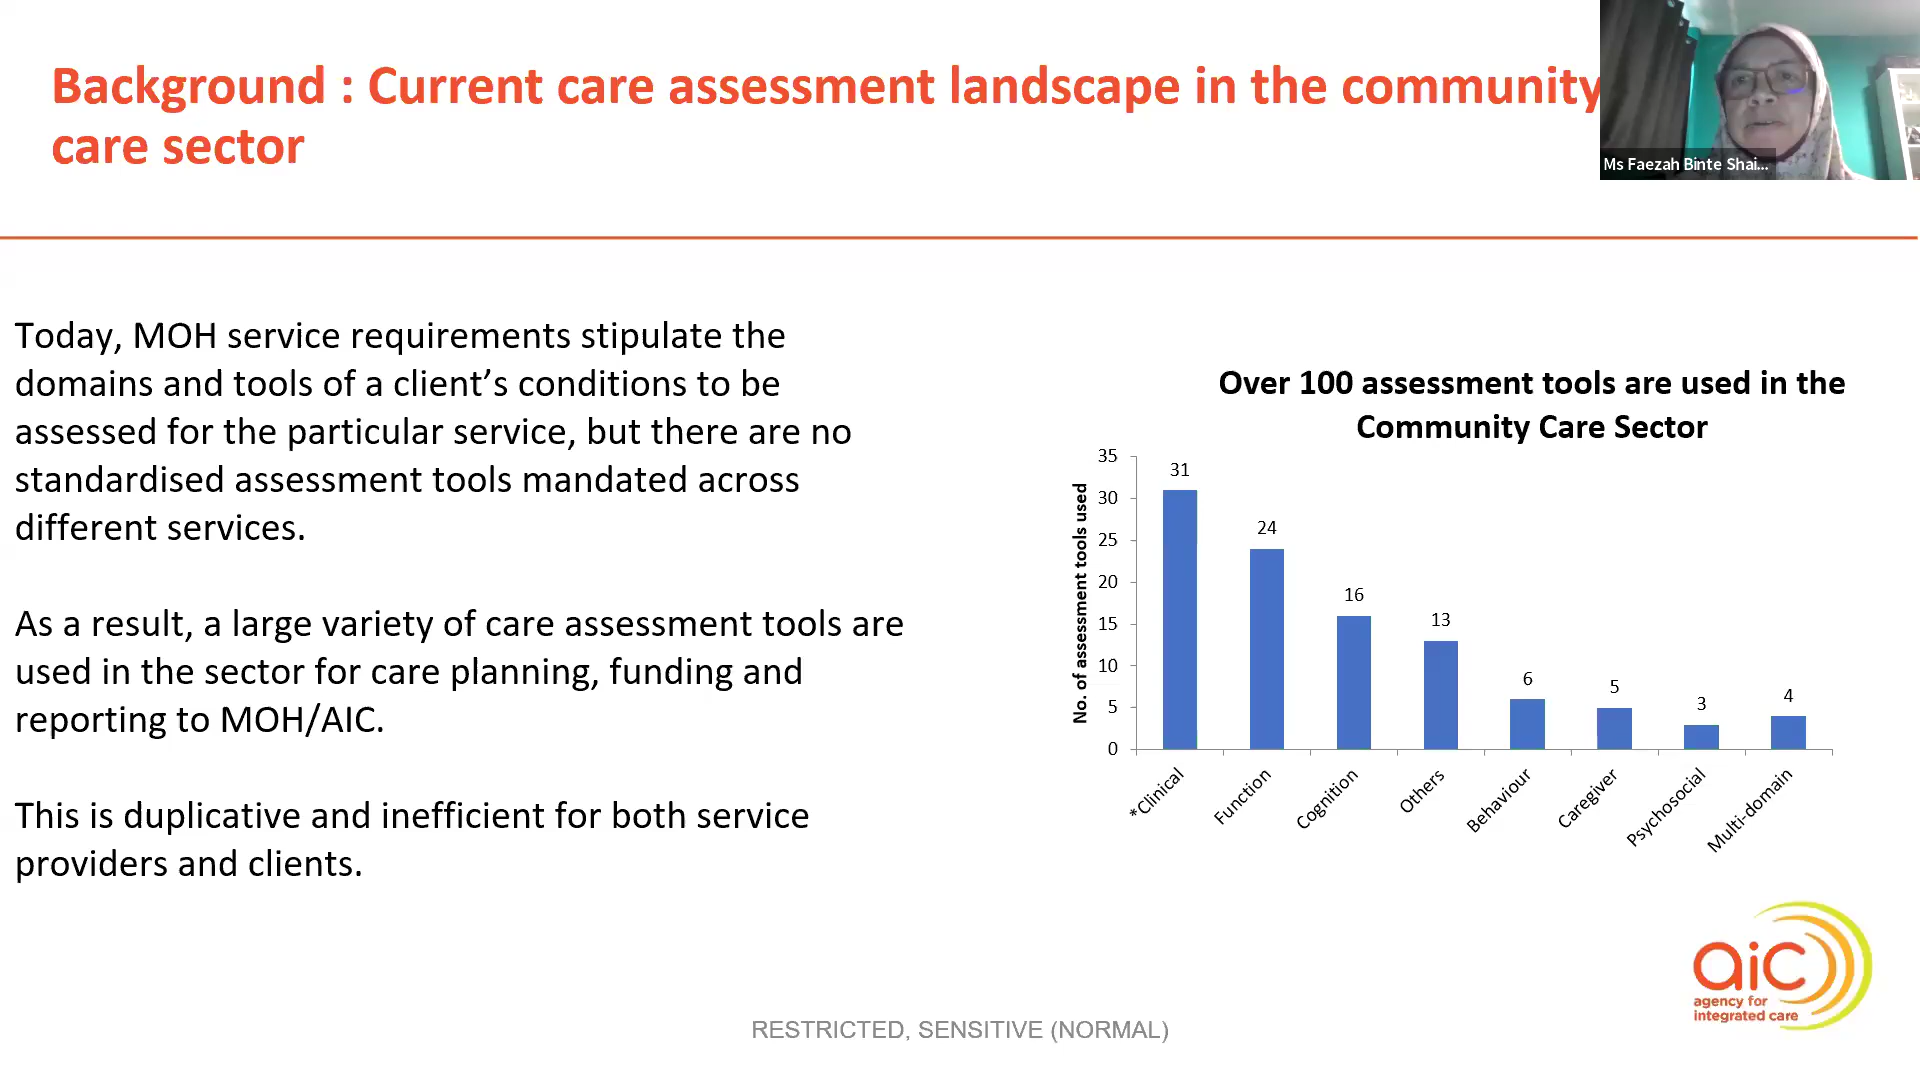 Background : Current care assessment landscape in the community
care sector
Ms Faezah Binte Shai...
Today, MOH service requirements stipulate the
domains and tools of a client’s conditions to be
assessed for the particular service, but there are no
standardised assessment tools mandated across
different services.
As a result, a large variety of care assessment tools are
used in the sector for care planning, funding and
reporting to MOH/AIC.
This is duplicative and inefficient for both service
providers and clients.
Over 100 assessment tools are used in the
Community Care Sector
No. of assessment tools used
35
30
25
20
15
10
5
0
31
24
16
13
6
5
3
4
*Clinical
Function
Cognition
Others
Behaviour
Caregiver
Psychosocial
Multi-domain
aic
agency for
integrated care
RESTRICTED, SENSITIVE (NORMAL)